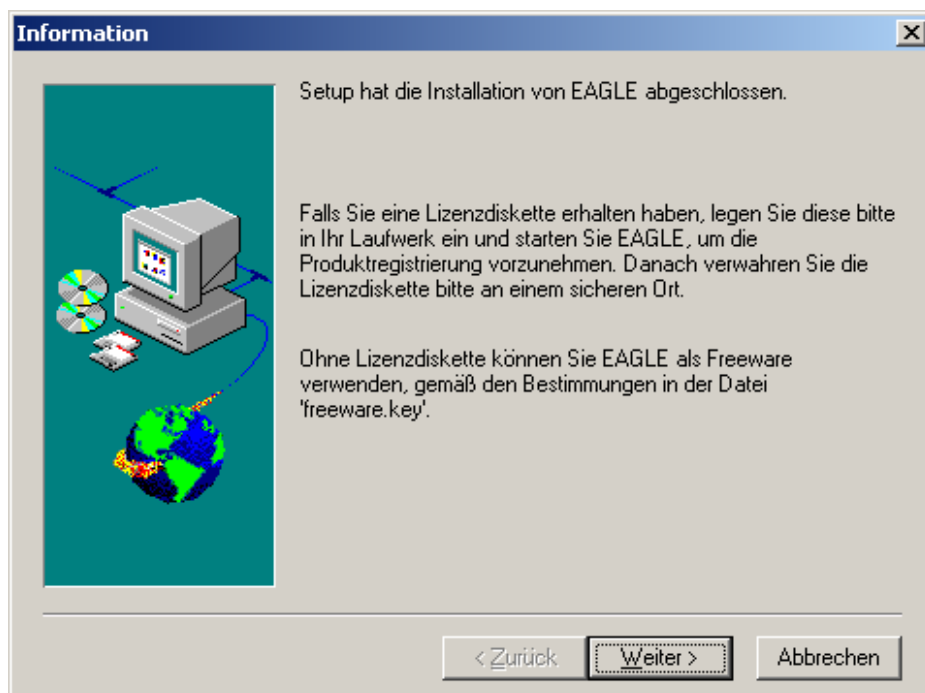 Information
Setup hat die Installation von EAGLE abgeschlossen.
Falls Sie eine Lizenzdiskette erhalten haben, legen Sie diese bitte
in Ihr Laufwerk ein und starten Sie EAGLE, um die
Produktregistrierung vorzunehmen. Danach verwahren Sie die
Lizenzdiskette bitte an einem sicheren Ort.
Ohne Lizenzdiskette können Sie EAGLE als Freeware
verwenden, gemäß den Bestimmungen in der Datei
'freeware.key'.
< Zurück Weiter > Abbrechen